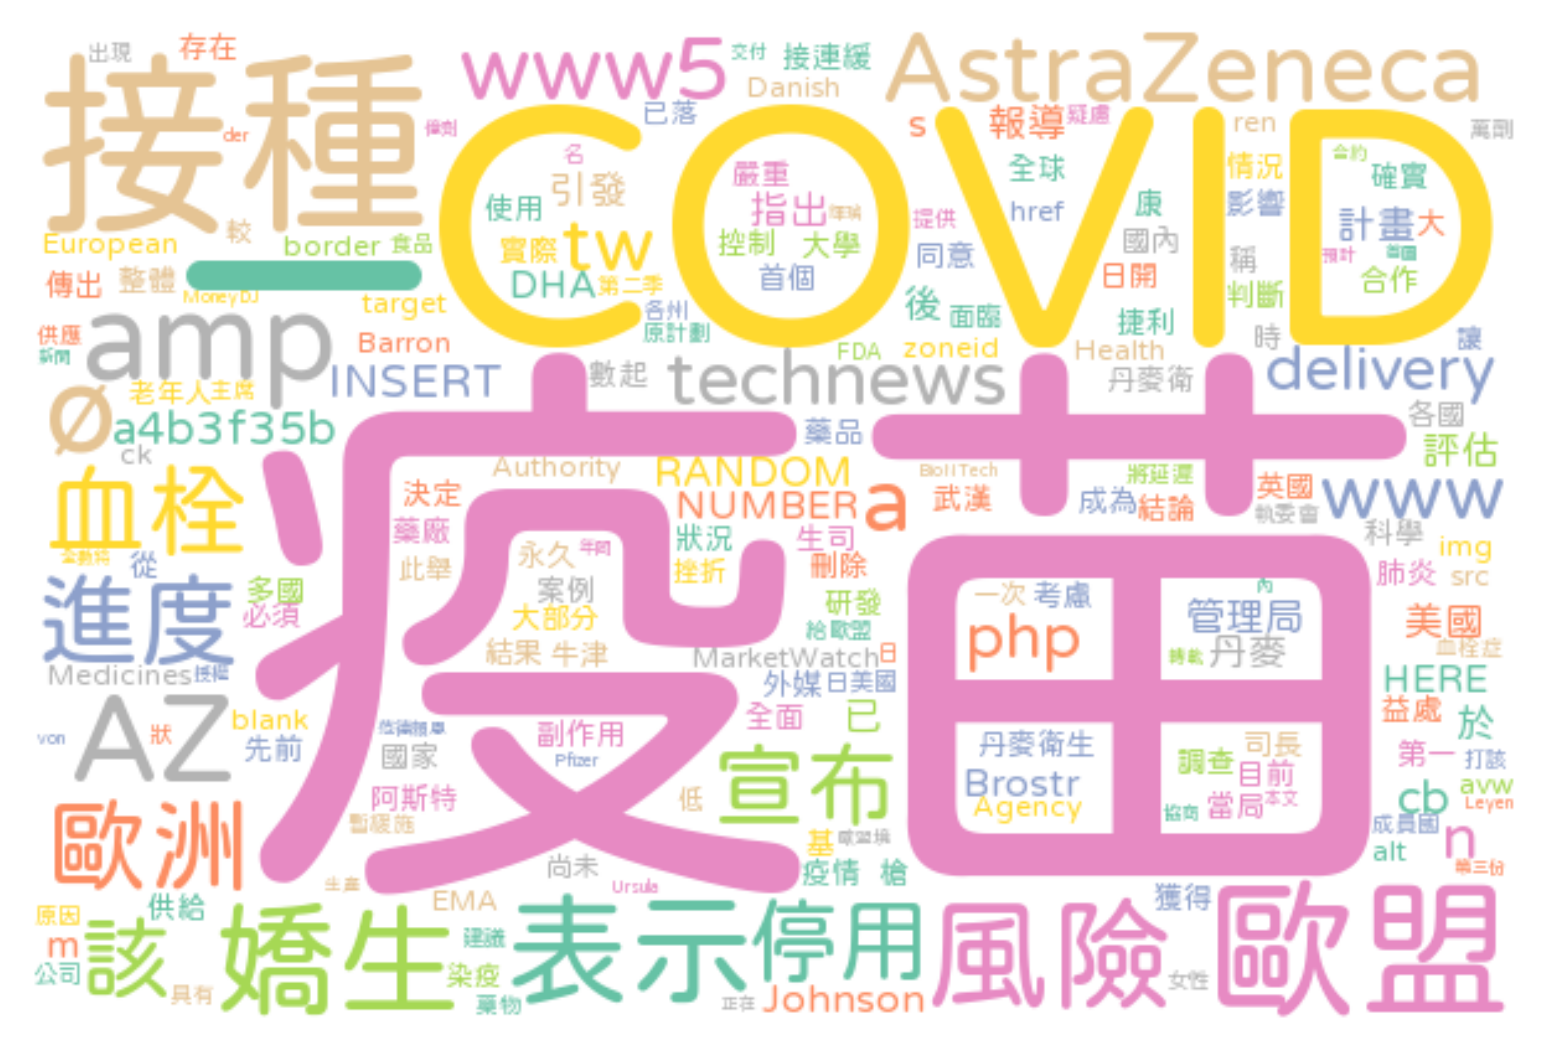 出現 存在 www5 交付 接連緩 AstraZeneca
接種 Danish
der 偉劑 COVID 已落 s 報導 疑慮 ren 萬劑
名 嚴重 全球 情況 合約 確實
使用 引發 指出 提供 href 康 影響 計畫 大
European 較 border 食品 實際 tw 控制 大學 同意 國內 稱 預計
傳出 整體 一 DHA 第二季 首個 日開 判斷 合作
MoneyDJ target 各州 後 面臨 捷利
供應 amp Barron 原計劃 FDA zoneid Health 時 讓
新聞 老年人 主席 INSERT 數起 technews 丹麥衛 delivery
Ø a4b3f35b 藥品 各國
ck Authority RANDOM BioNTech 將延遲 評估
血栓 決定 NUMBER a 武漢 成為 結論 英國 www
疫苗 藥廠 狀況 生司 執委會 科學
從 永久 年間 img
進度 多國 此舉 案例 挫折 刪除 一次 考慮 內 肺炎 src
必須 大部分 研發 php 管理局 美國
給歐盟 血栓症
Medicines 授權 結果 牛津 MarketWatch 日 轉載 丹麥 HERE
AZ 狀 blank 外媒 日美國 益處 於
von 先前 副作用 全面 已 丹麥衛生 司長 第一 打該
國家 Pfizer 宣布 調查 目前
歐洲 阿斯特 低 Brostr 當局 本文 cb avw
暫緩施 Agency 協商 Leyen
基 歐盟境 成員國 n
尚未 疫情 槍 alt 第三份
生產 Ursula
原因 供給 EMA 獲得
m 該 嬌生 建議 表示 停用 風險 歐盟
公司 具有 染疫 女性
藥物 正在 Johnson